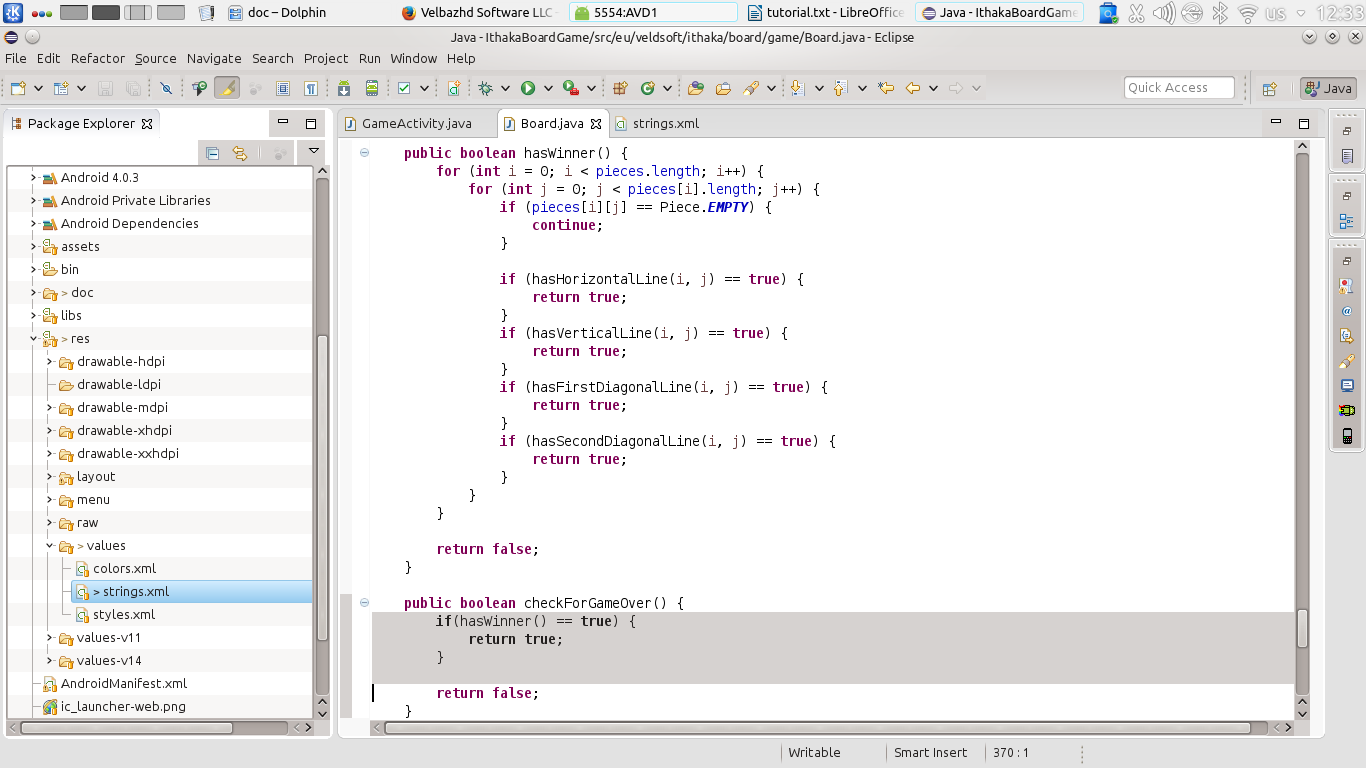 doc – Dolphin
Velbazhd Software LLC
5554:AVD1
tutorial.txt - LibreOffice
Java - IthakaBoardGame
us
12:33
Java - IthakaBoardGame/src/eu/veldsoft/ithaka/board/game/Board.java - Eclipse
File Edit Refactor Source Navigate Search Project Run Window Help
Quick Access
Java
Package Explorer
GameActivity.java
Board.java
strings.xml
Android 4.0.3
Android Private Libraries
Android Dependencies
assets
bin
> doc
libs
> res
drawable-hdpi
drawable-ldpi
drawable-mdpi
drawable-xhdpi
drawable-xxhdpi
layout
menu
raw
> values
colors.xml
> strings.xml
styles.xml
values-v11
values-v14
AndroidManifest.xml
ic_launcher-web.png
public boolean hasWinner() {
for (int i = 0; i < pieces.length; i++) {
for (int j = 0; j < pieces[i].length; j++) {
if (pieces[i][j] == Piece.EMPTY) {
continue;
}
if (hasHorizontalLine(i, j) == true) {
return true;
}
if (hasVerticalLine(i, j) == true) {
return true;
}
if (hasFirstDiagonalLine(i, j) == true) {
return true;
}
if (hasSecondDiagonalLine(i, j) == true) {
return true;
}
}
}
return false;
}
public boolean checkForGameOver() {
if(hasWinner() == true) {
return true;
}
return false;
}
Writable
Smart Insert
370 : 1